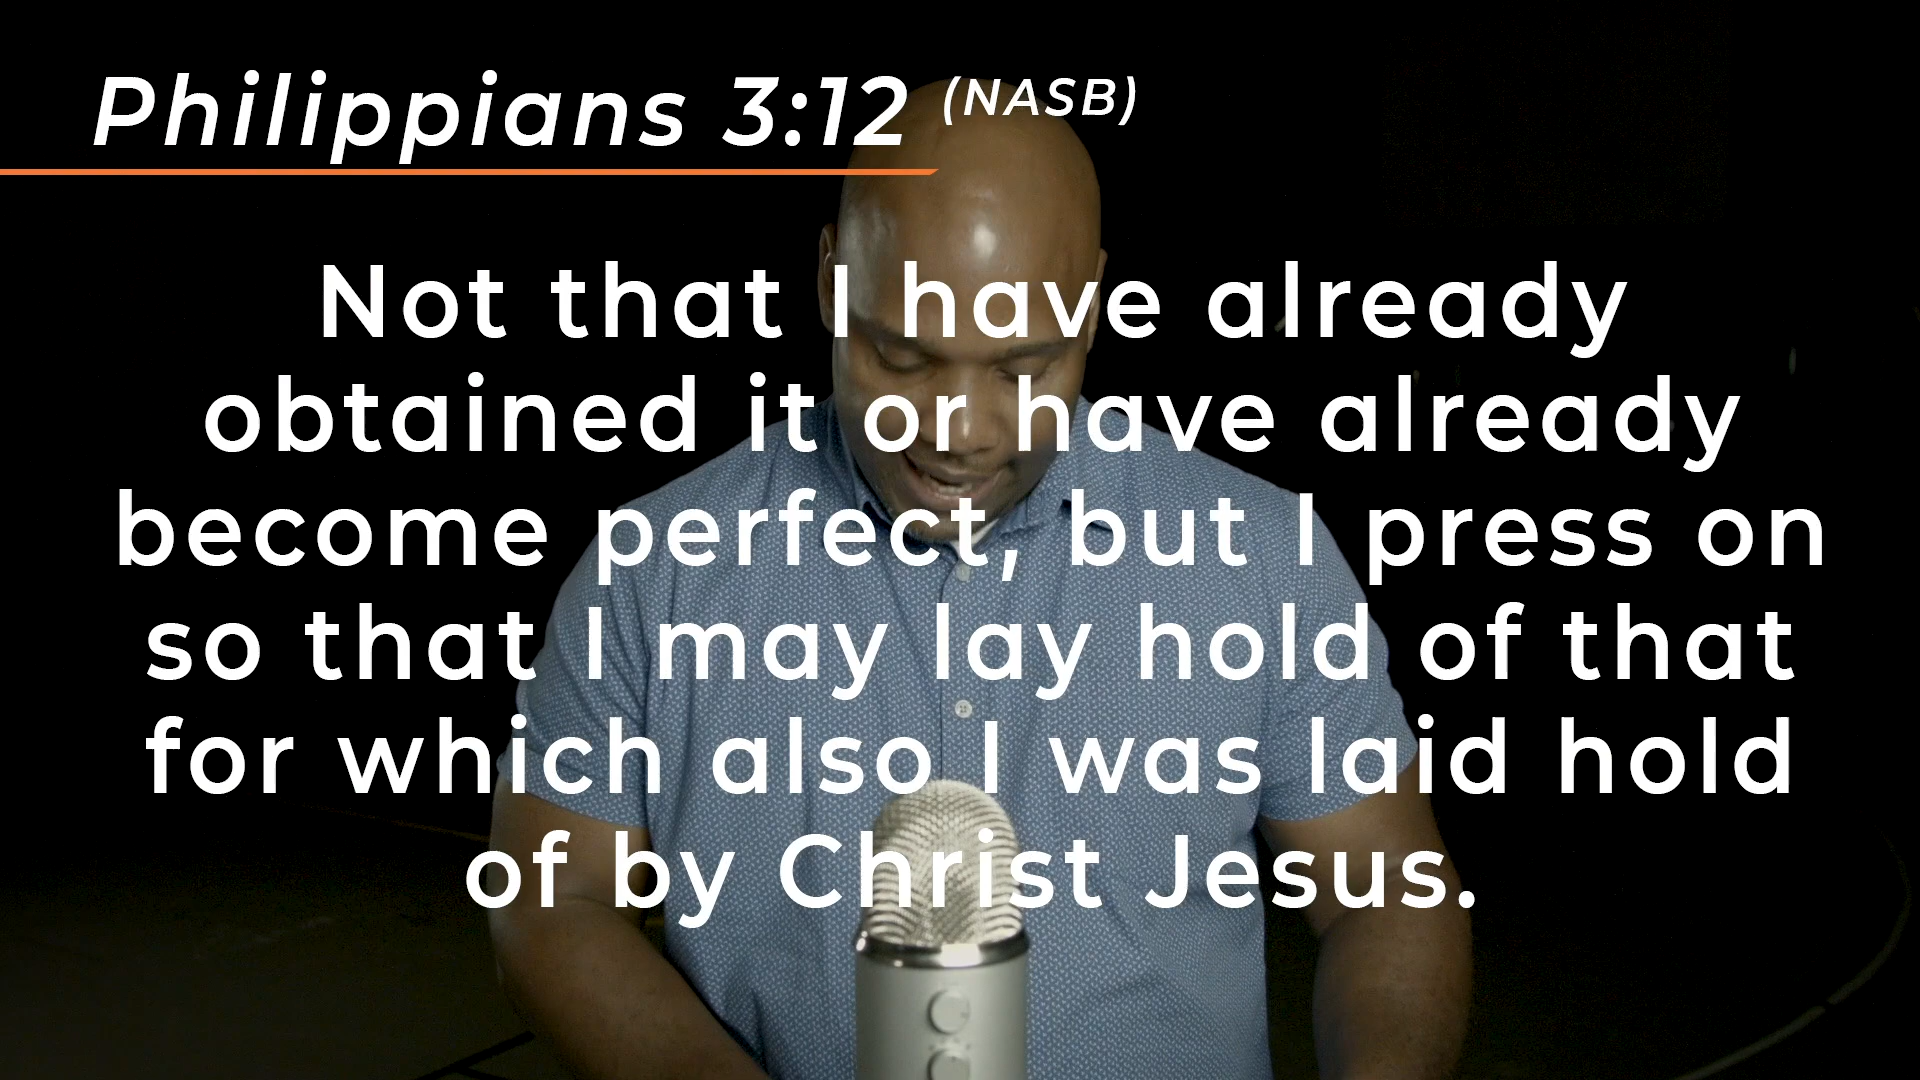 Philippians 3:12 (NASB)
Not that I have already
obtained it or have already
become perfect, but I press on
so that I may lay hold of that
for which also I was laid hold
of by Christ Jesus.